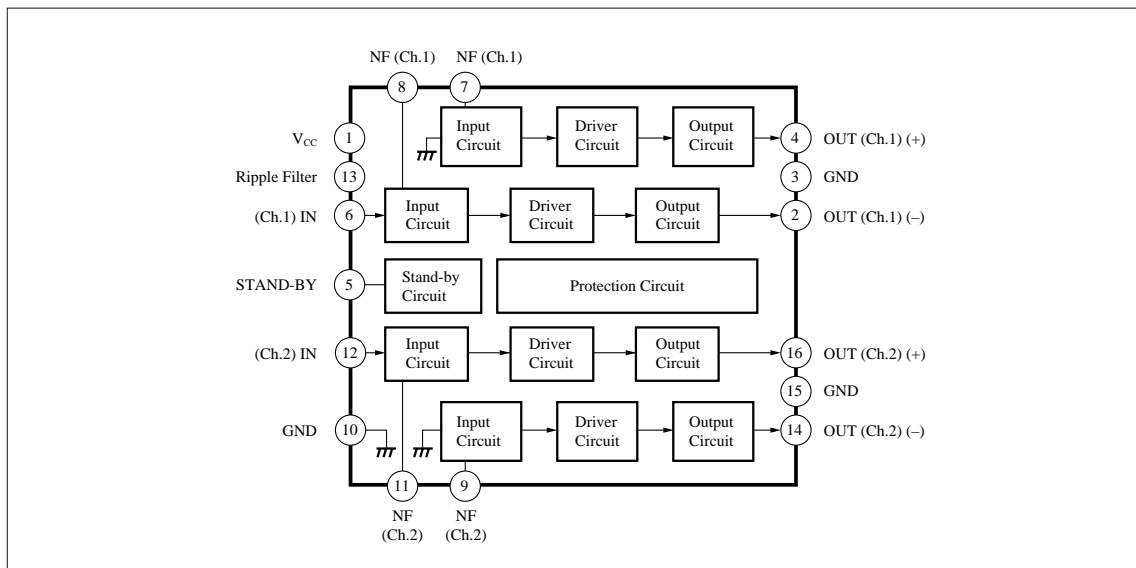 NF (Ch.1)
NF (Ch.1)
8
7
Input
Circuit
Driver
Circuit
Output
Circuit
VCC
1
4
OUT (Ch.1) (+)
Ripple Filter
13
3
GND
(Ch.1) IN
6
Input
Circuit
Driver
Circuit
Output
Circuit
2
OUT (Ch.1) (–)
STAND-BY
5
Stand-by
Circuit
Protection Circuit
(Ch.2) IN
12
Input
Circuit
Driver
Circuit
Output
Circuit
16
OUT (Ch.2) (+)
15
GND
GND
10
Input
Circuit
Driver
Circuit
Output
Circuit
14
OUT (Ch.2) (–)
11
9
NF
(Ch.2)
NF
(Ch.2)